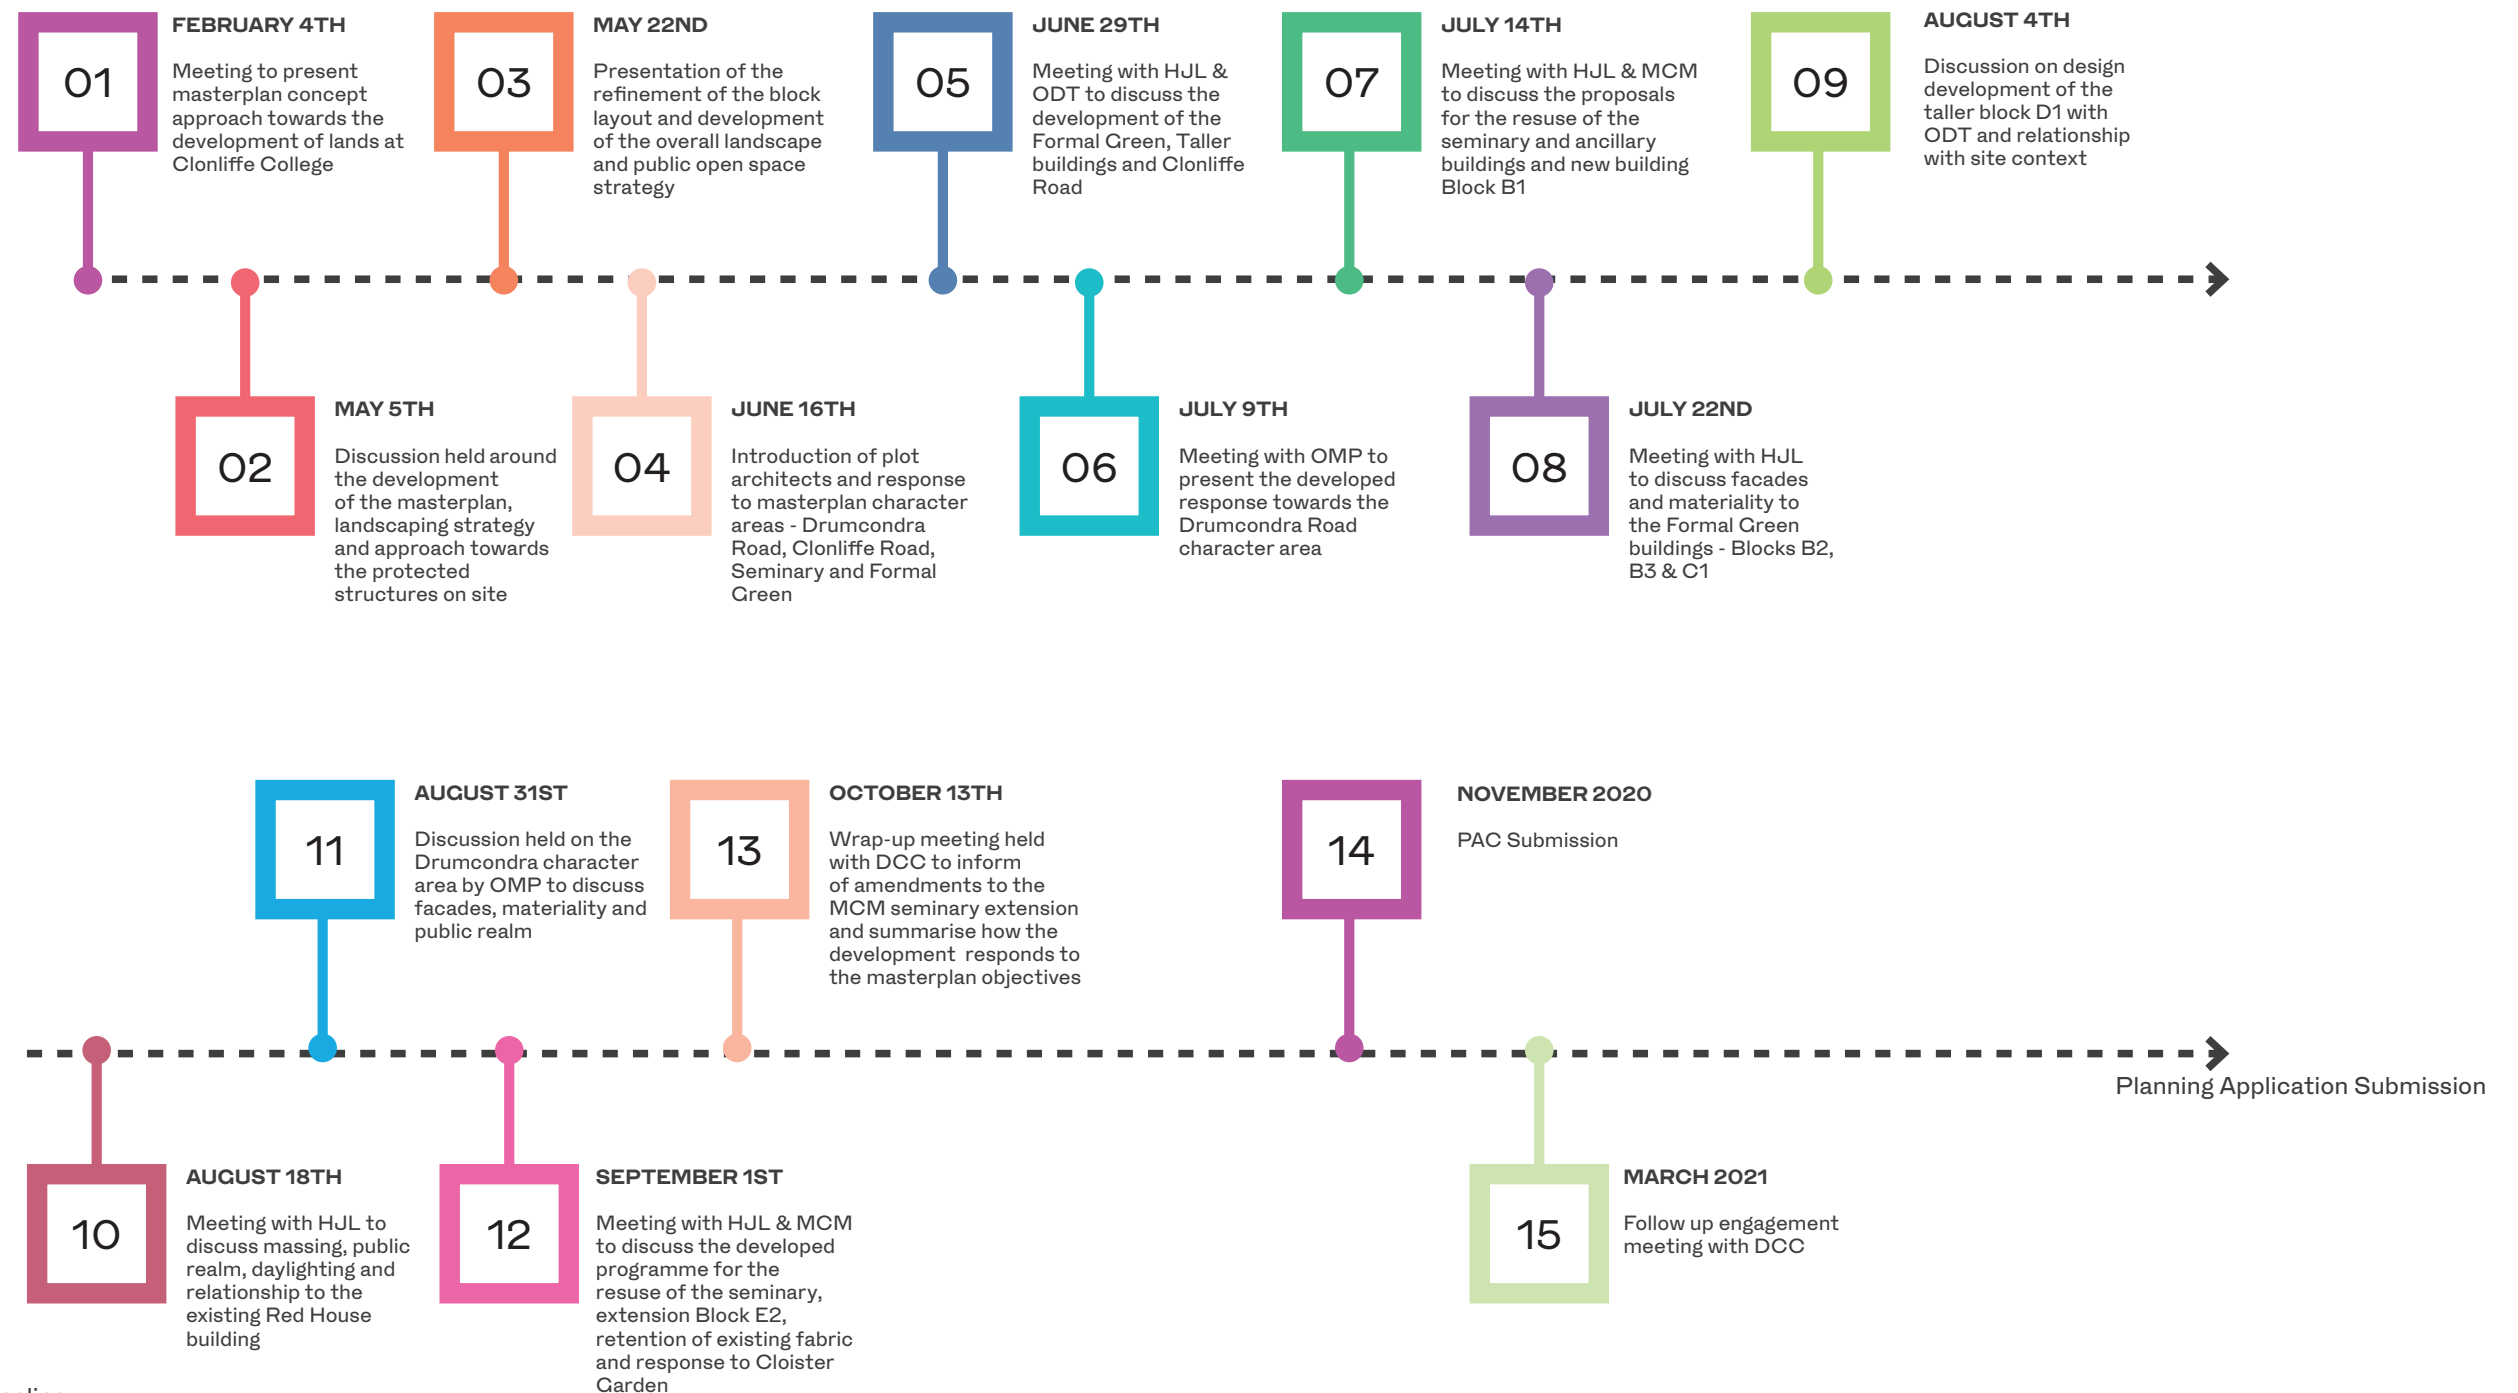 01
FEBRUARY 4TH
Meeting to present
masterplan concept
approach towards the
development of lands at
Clonliffe College
02
MAY 5TH
Discussion held around
the development
of the masterplan,
landscaping strategy
and approach towards
the protected
structures on site
03
MAY 22ND
Presentation of the
refinement of the block
layout and development
of the overall landscape
and public open space
strategy
04
JUNE 16TH
Introduction of plot
architects and response
to masterplan character
areas - Drumcondra
Road, Clonliffe Road,
Seminary and Formal
Green
05
JUNE 29TH
Meeting with HJL &
ODT to discuss the
development of the
Formal Green, Taller
buildings and Clonliffe
Road
06
JULY 9TH
Meeting with OMP to
present the developed
response towards the
Drumcondra Road
character area
07
JULY 14TH
Meeting with HJL & MCM
to discuss the proposals
for the resuse of the
seminary and ancillary
buildings and new building
Block B1
08
JULY 22ND
Meeting with HJL
to discuss facades
and materiality to
the Formal Green
buildings - Blocks B2,
B3 & C1
09
AUGUST 4TH
Discussion on design
development of the
taller block D1 with
ODT and relationship
with site context
10
AUGUST 18TH
Meeting with HJL to
discuss massing, public
realm, daylighting and
relationship to the
existing Red House
building
11
AUGUST 31ST
Discussion held on the
Drumcondra character
area by OMP to discuss
facades, materiality and
public realm
12
SEPTEMBER 1ST
Meeting with HJL & MCM
to discuss the developed
programme for the
resuse of the seminary,
extension Block E2,
retention of existing fabric
and response to Cloister
Garden
13
OCTOBER 13TH
Wrap-up meeting held
with DCC to inform
of amendments to the
MCM seminary extension
and summarise how the
development responds to
the masterplan objectives
14
NOVEMBER 2020
PAC Submission
15
MARCH 2021
Follow up engagement
meeting with DCC
Planning Application Submission